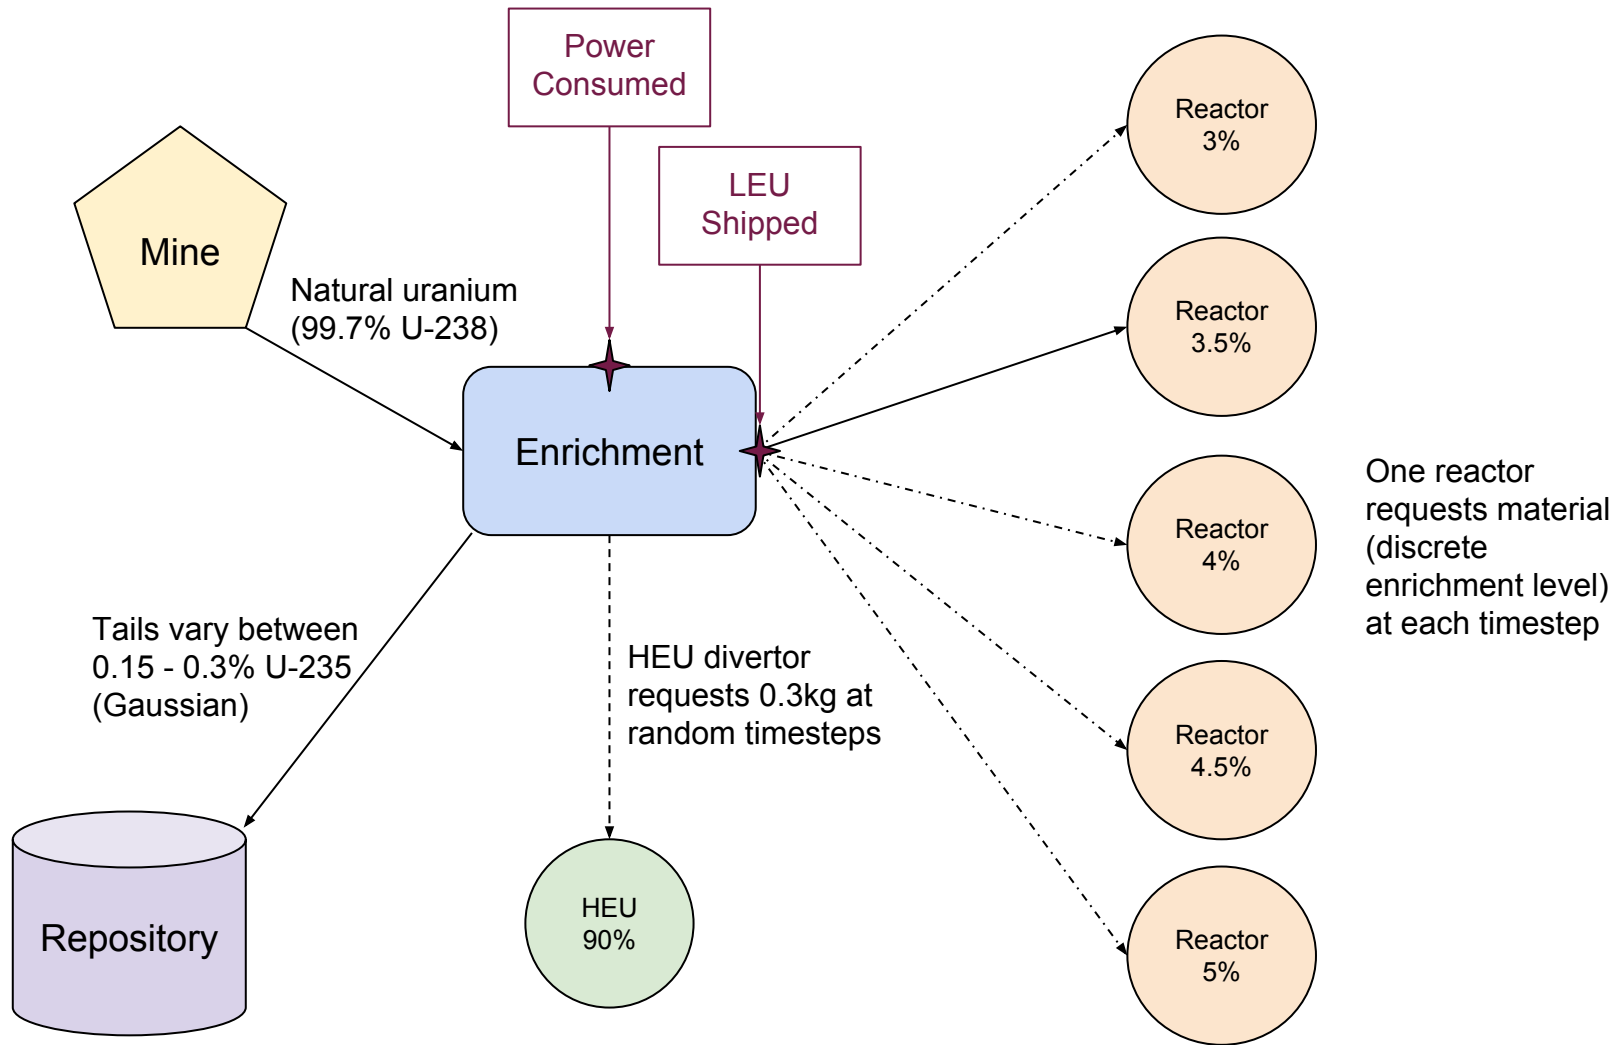 Power
Consumed
LEU
Shipped
Mine
Natural uranium
(99.7% U-238)
Enrichment
Reactor
3%
Reactor
3.5%
Reactor
4%
Reactor
4.5%
Reactor
5%
One reactor
requests material
(discrete
enrichment level)
at each timestep
Tails vary between
0.15 - 0.3% U-235
(Gaussian)
HEU divertor
requests 0.3kg at
random timesteps
Repository
HEU
90%